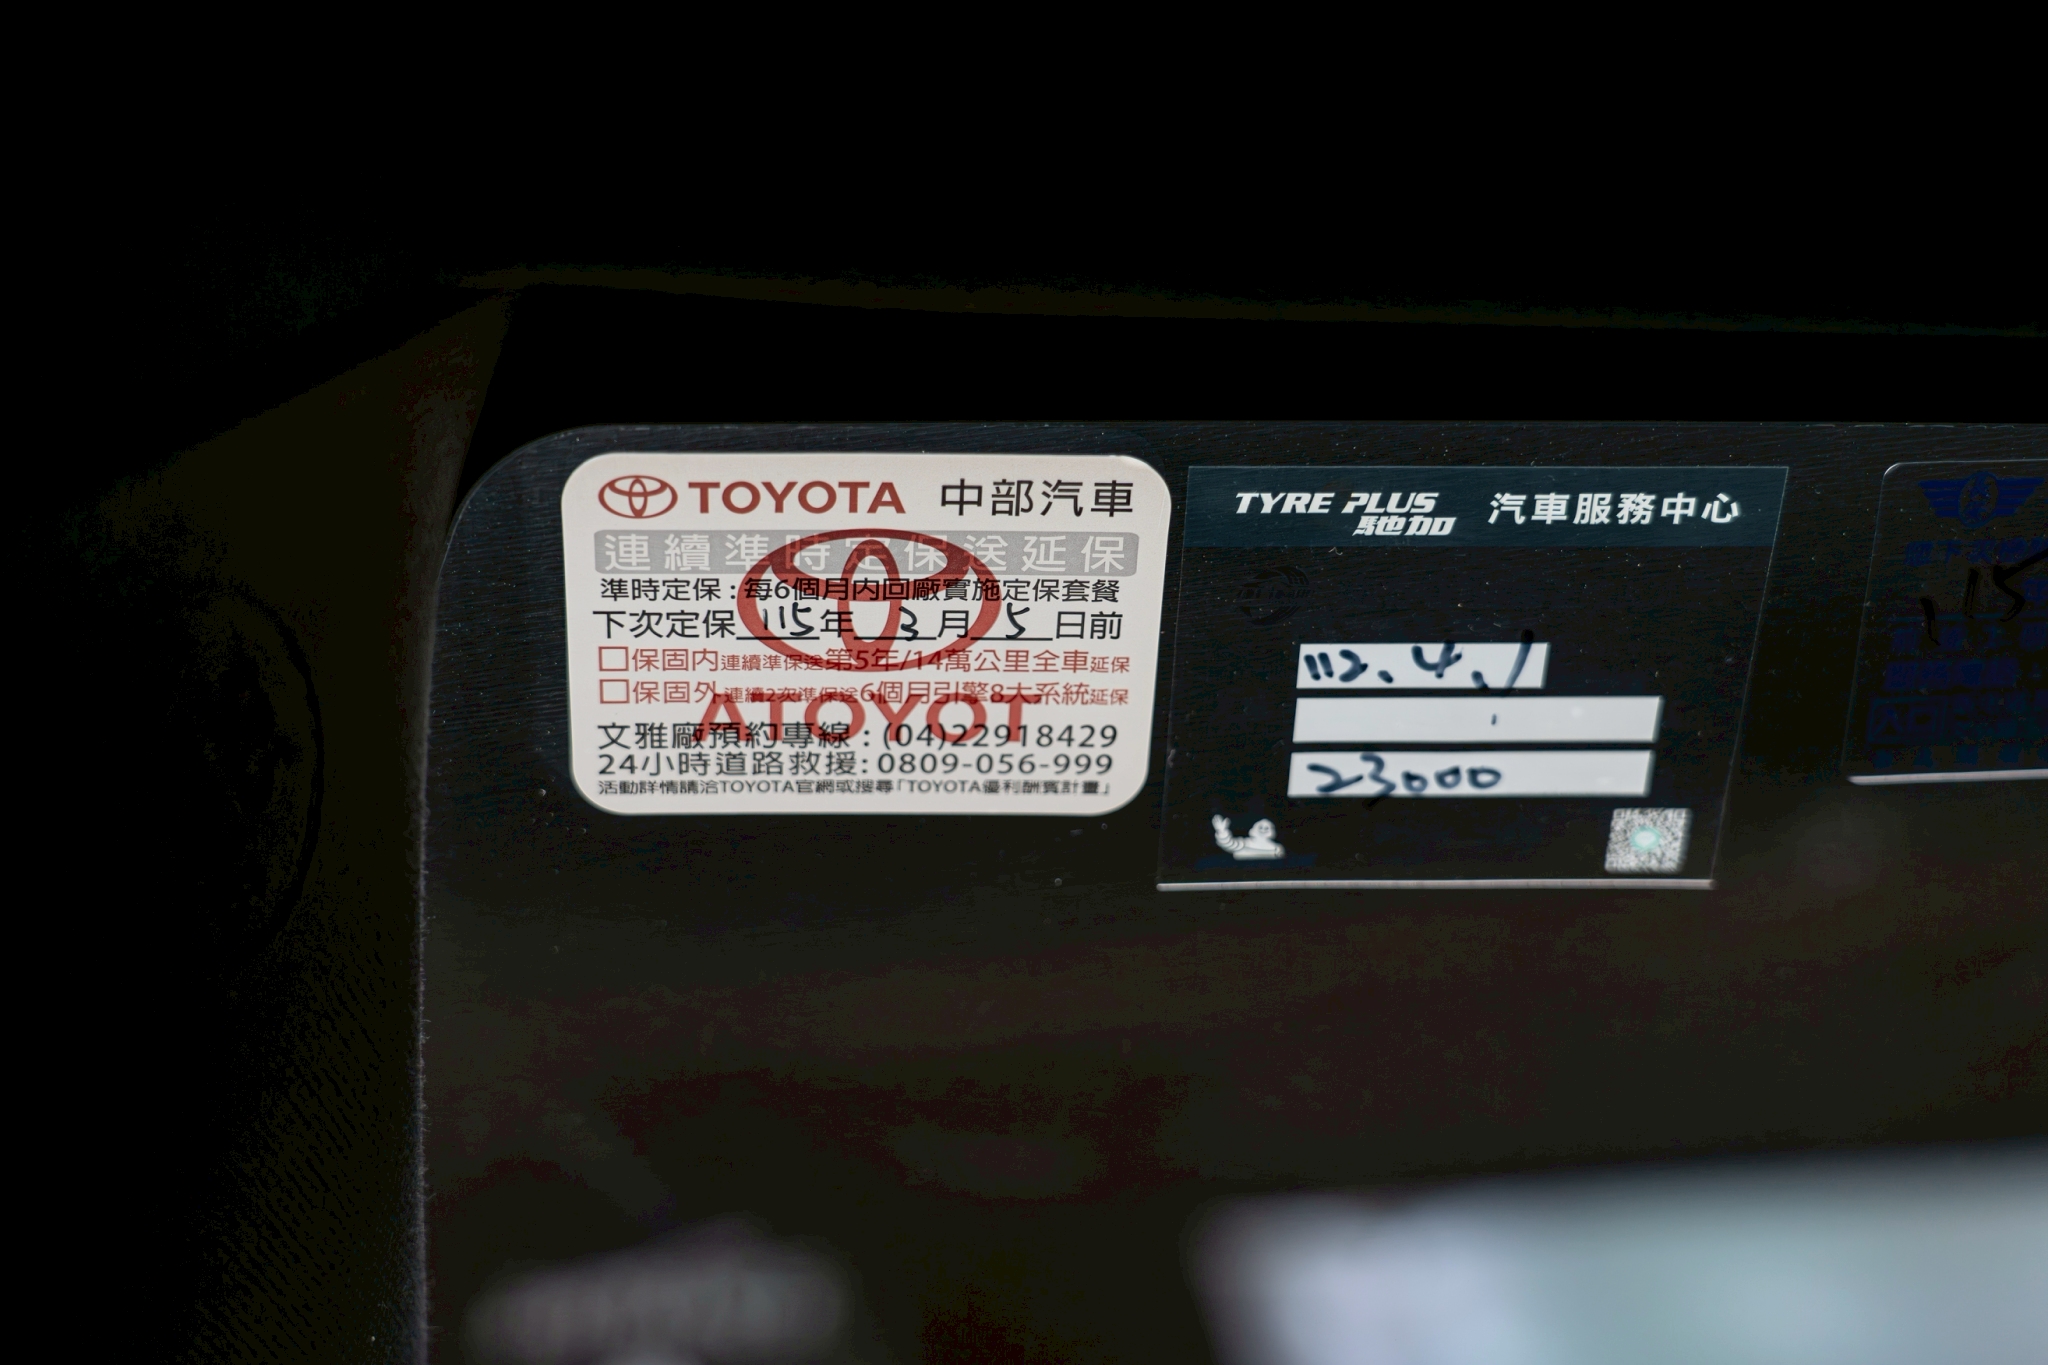 TOYOTA 中部汽車
連續準時定保送延保
準時定保:每6個月內回廠實施定保套餐
下次定保115年3月5日前
□保固內連續準保送第5年/14萬公里全車延保
□保固外連續2次準保送6個月引擎8大系統延保
ATOYOT
文雅廠預約專線:(04)22918429
24小時道路救援:0809-056-999
活動詳情請洽TOYOTA官網或搜尋「TOYOTA優利酬賓計畫」
TYRE PLUS 汽車服務中心
馳加
112.4.1
23000
115